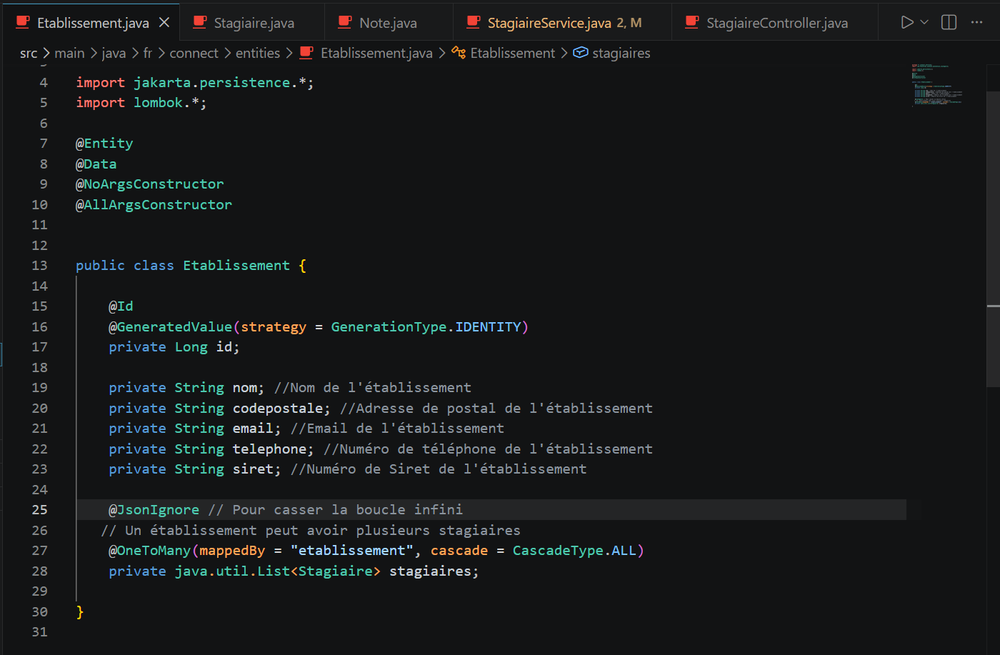 Etablissement.java Stagiaire.java Note.java StagiaireService.java 2, M StagiaireController.java
src > main > java > fr > connect > entities > Etablissement.java > Etablissement > stagiaires
4 import jakarta.persistence.*;
5 import lombok.*;
6
7 @Entity
8 @Data
9 @NoArgsConstructor
10 @AllArgsConstructor
11
12
13 public class Etablissement {
14
15 @Id
16 @GeneratedValue(strategy = GenerationType.IDENTITY)
17 private Long id;
18
19 private String nom; //Nom de l'établissement
20 private String codepostale; //Adresse de postal de l'établissement
21 private String email; //Email de l'établissement
22 private String telephone; //Numéro de téléphone de l'établissement
23 private String siret; //Numéro de Siret de l'établissement
24
25 @JsonIgnore // Pour casser la boucle infini
26 // Un établissement peut avoir plusieurs stagiaires
27 @OneToMany(mappedBy = "etablissement", cascade = CascadeType.ALL)
28 private java.util.List<Stagiaire> stagiaires;
29
30 }
31